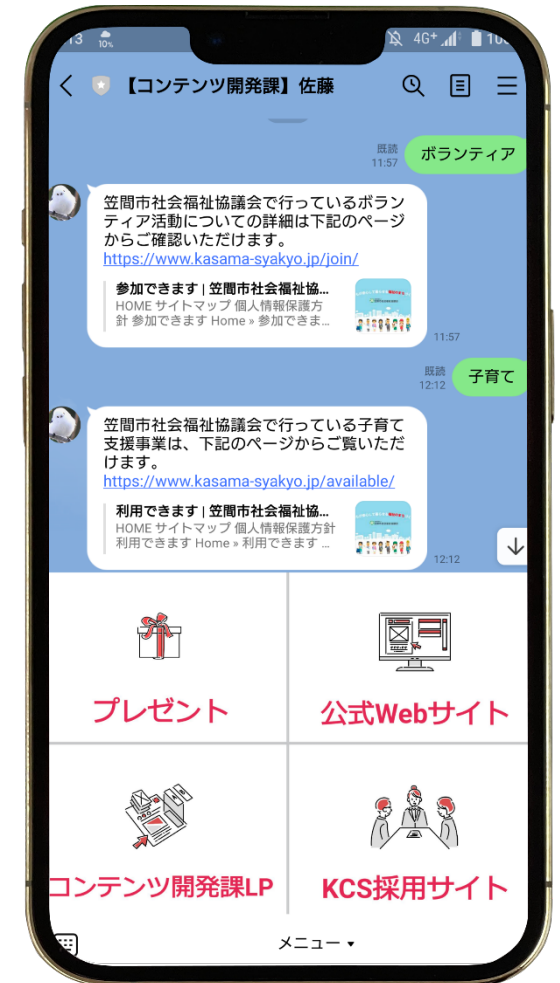 13
10%
4G+
10
【コンテンツ開発課】佐藤
既読
11:57
ボランティア
笠間市社会福祉協議会で行っているボラン
ティア活動についての詳細は下記のページ
からご確認いただけます。
https://www.kasama-syakyo.jp/join/
参加できます | 笠間市社会福祉協...
HOME サイトマップ 個人情報保護方
針 参加できます Home » 参加できま...
11:57
既読
12:12
子育て
笠間市社会福祉協議会で行っている子育て
支援事業は、下記のページからご覧いただ
けます。
https://www.kasama-syakyo.jp/available/
利用できます | 笠間市社会福祉協...
HOME サイトマップ 個人情報保護方針
利用できます Home » 利用できます ...
12:12
プレゼント
公式Webサイト
コンテンツ開発課LP
KCS採用サイト
メニュー ▾